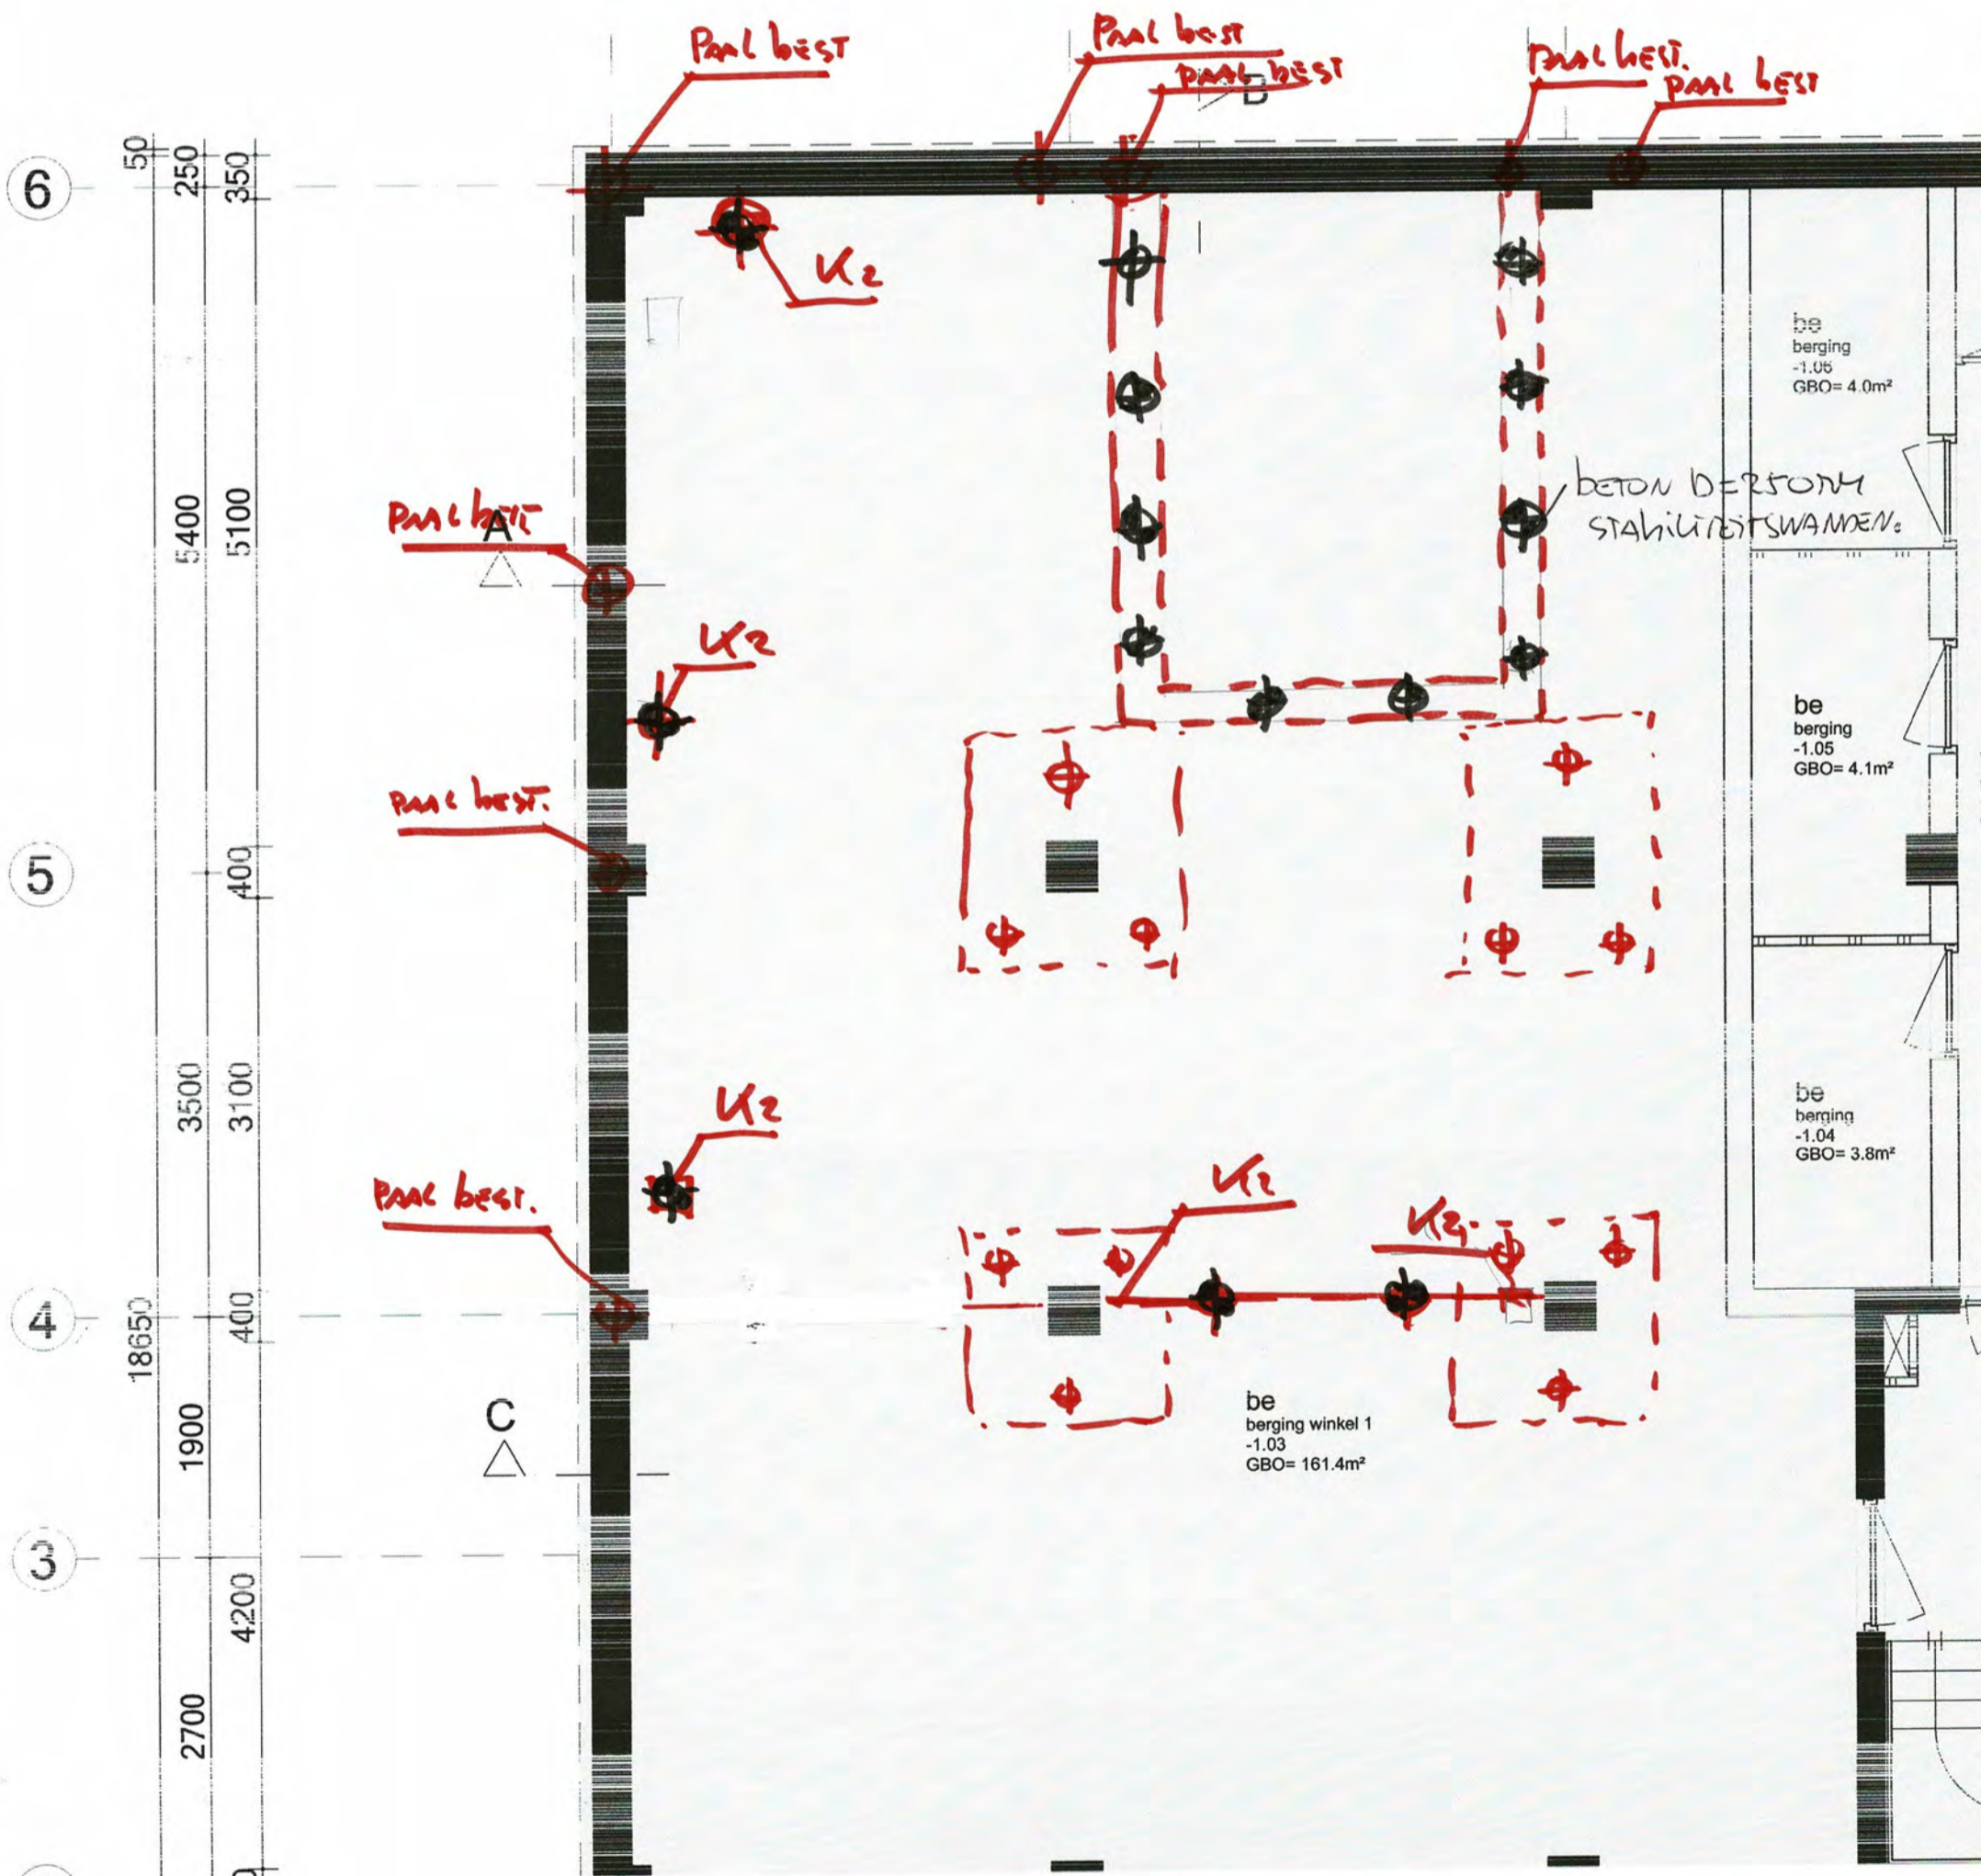 PAAL bEST
PAAL bEST
PAAL bEST
PAAL bEST.
PAAL bEST
B
6
50
250
350
K2
be
berging
-1.06
GBO= 4.0m²
5400
5100
PAAL bEST
A
BETON
STABILITEITSWANDEN.
K2
be
berging
-1.05
GBO= 4.1m²
PAAL bEST.
5
400
3500
3100
K2
be
berging
-1.04
GBO= 3.8m²
PAAL bEST.
K2
K2
4
18650
400
C
1900
be
berging winkel 1
-1.03
GBO= 161.4m²
3
4200
2700